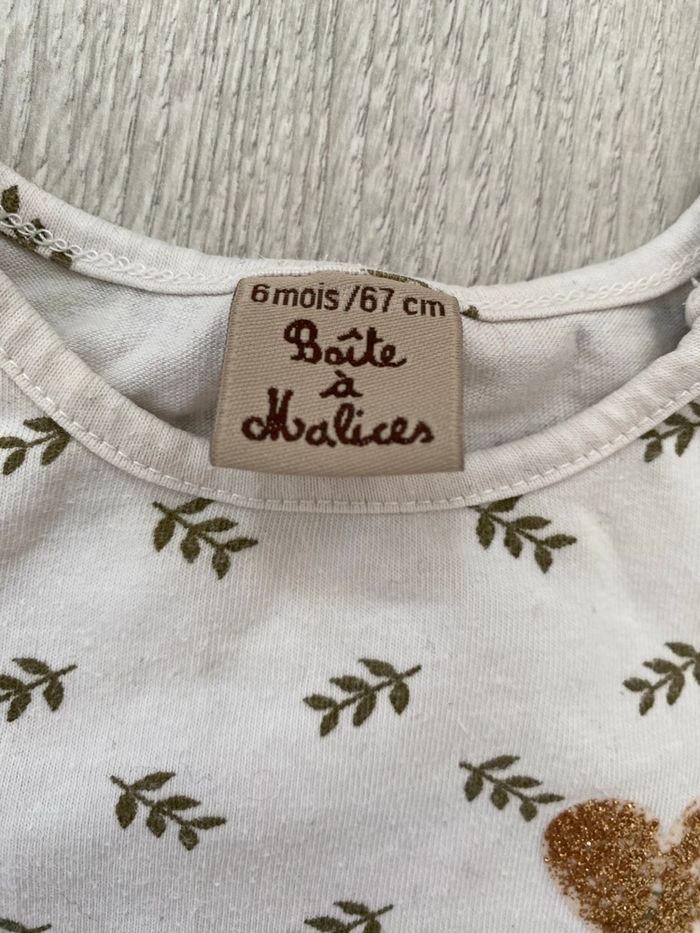 6 mois / 67 cm
Boîte
à
Malices